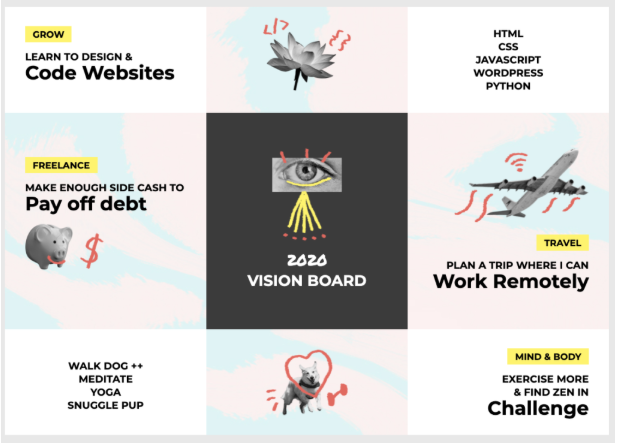 GROW
LEARN TO DESIGN &
Code Websites
</>
{ }
HTML
CSS
JAVASCRIPT
WORDPRESS
PYTHON
FREELANCE
MAKE ENOUGH SIDE CASH TO
Pay off debt
$
2020
VISION BOARD
TRAVEL
PLAN A TRIP WHERE I CAN
Work Remotely
WALK DOG ++
MEDITATE
YOGA
SNUGGLE PUP
MIND & BODY
EXERCISE MORE
& FIND ZEN IN
Challenge